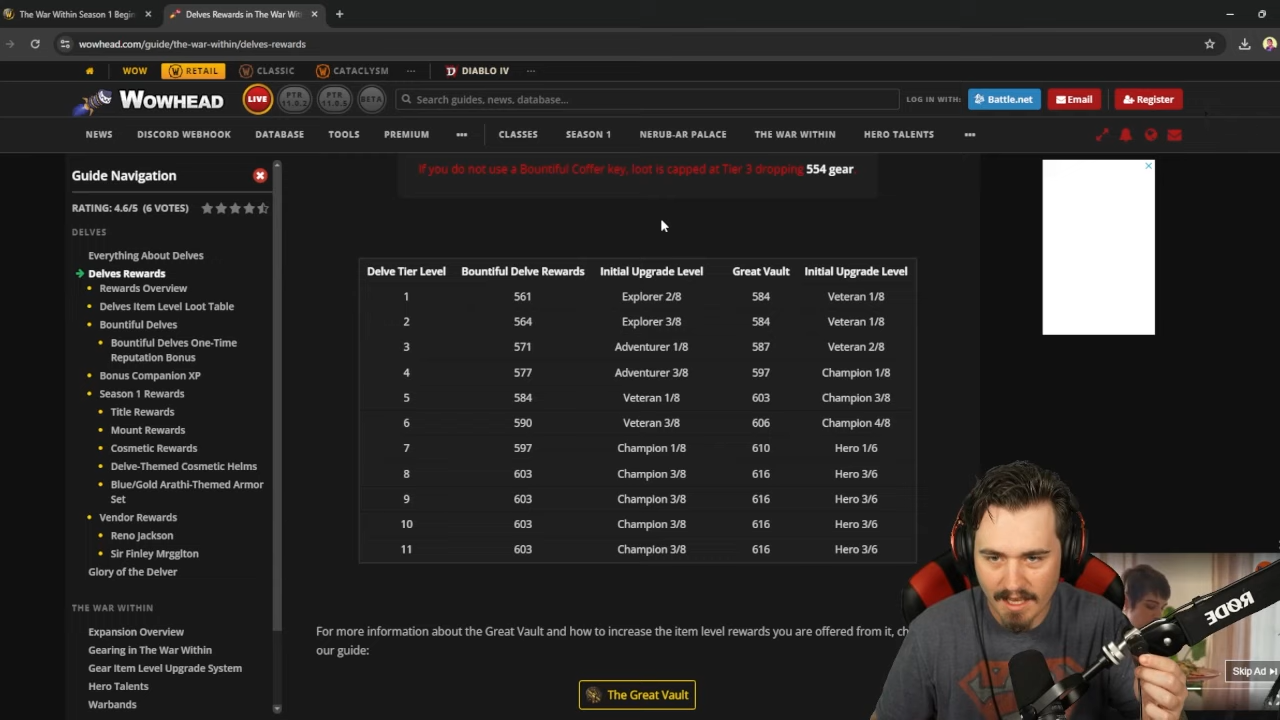 The War Within Season 1 Begin
Delves Rewards in The War Wit
wowhead.com/guide/the-war-within/delves-rewards
WOW RETAIL CLASSIC CATACLYSM ... DIABLO IV ...
WOWHEAD LIVE PTR 11.0.2 PTR 11.0.5 BETA Search guides, news, database... LOG IN WITH: Battle.net Email Register
NEWS DISCORD WEBHOOK DATABASE TOOLS PREMIUM ... CLASSES SEASON 1 NERUB-AR PALACE THE WAR WITHIN HERO TALENTS ...
Guide Navigation
RATING: 4.6/5 (6 VOTES)
DELVES
Everything About Delves
Delves Rewards
Rewards Overview
Delves Item Level Loot Table
Bountiful Delves
Bountiful Delves One-Time
Reputation Bonus
Bonus Companion XP
Season 1 Rewards
Title Rewards
Mount Rewards
Cosmetic Rewards
Delve-Themed Cosmetic Helms
Blue/Gold Arathi-Themed Armor
Set
Vendor Rewards
Reno Jackson
Sir Finley Mrgglton
Glory of the Delver
THE WAR WITHIN
Expansion Overview
Gearing in The War Within
Gear Item Level Upgrade System
Hero Talents
Warbands
If you do not use a Bountiful Coffer key, loot is capped at Tier 3 dropping 554 gear.
Delve Tier Level Bountiful Delve Rewards Initial Upgrade Level Great Vault Initial Upgrade Level
1 561 Explorer 2/8 584 Veteran 1/8
2 564 Explorer 3/8 584 Veteran 1/8
3 571 Adventurer 1/8 587 Veteran 2/8
4 577 Adventurer 3/8 597 Champion 1/8
5 584 Veteran 1/8 603 Champion 3/8
6 590 Veteran 3/8 606 Champion 4/8
7 597 Champion 1/8 610 Hero 1/6
8 603 Champion 3/8 616 Hero 3/6
9 603 Champion 3/8 616 Hero 3/6
10 603 Champion 3/8 616 Hero 3/6
11 603 Champion 3/8 616 Hero 3/6
For more information about the Great Vault and how to increase the item level rewards you are offered from it, ch
our guide:
The Great Vault
RØDE
Skip Ad